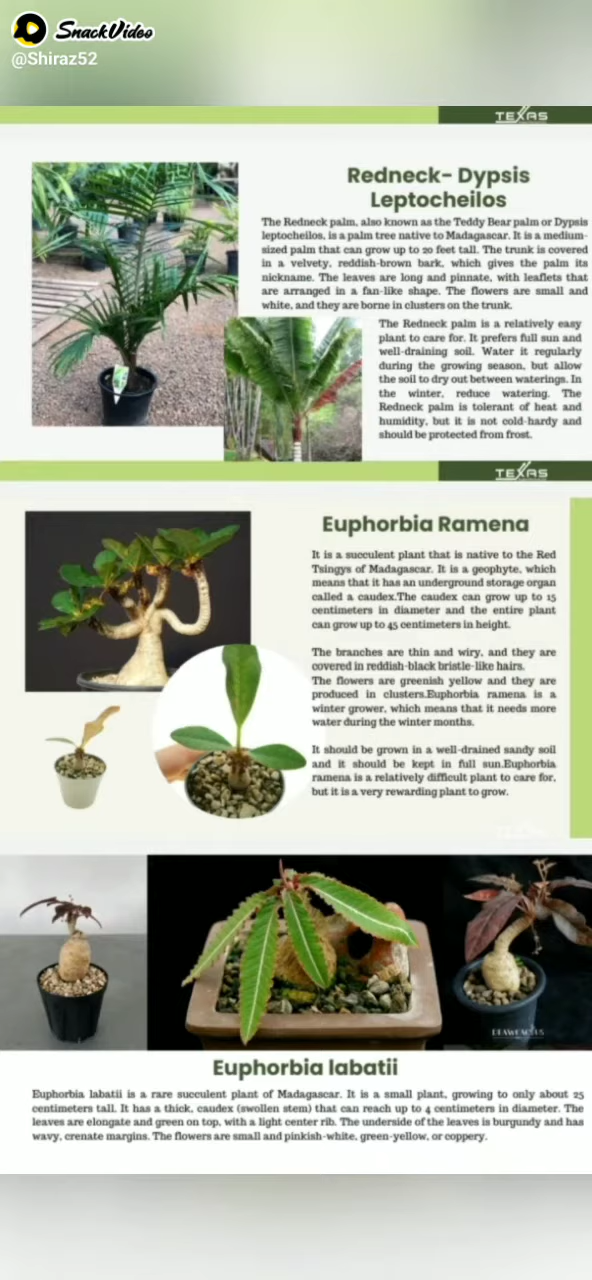 SnackVideo
@Shiraz52
TEXAS
Redneck- Dypsis
Leptocheilos
The Redneck palm, also known as the Teddy Bear palm or Dypsis
leptocheilos, is a palm tree native to Madagascar. It is a medium-
sized palm that can grow up to 20 feet tall. The trunk is covered
in a velvety, reddish-brown bark, which gives the palm its
nickname. The leaves are long and pinnate, with leaflets that
are arranged in a fan-like shape. The flowers are small and
white, and they are borne in clusters on the trunk.
The Redneck palm is a relatively easy
plant to care for. It prefers full sun and
well-draining soil. Water it regularly
during the growing season, but allow
the soil to dry out between waterings. In
the winter, reduce watering. The
Redneck palm is tolerant of heat and
humidity, but it is not cold-hardy and
should be protected from frost.
TEXAS
Euphorbia Ramena
It is a succulent plant that is native to the Red
Tsingys of Madagascar. It is a geophyte, which
means that it has an underground storage organ
called a caudex.The caudex can grow up to 15
centimeters in diameter and the entire plant
can grow up to 45 centimeters in height.
The branches are thin and wiry, and they are
covered in reddish-black bristle-like hairs.
The flowers are greenish yellow and they are
produced in clusters.Euphorbia ramena is a
winter grower, which means that it needs more
water during the winter months.
It should be grown in a well-drained sandy soil
and it should be kept in full sun.Euphorbia
ramena is a relatively difficult plant to care for,
but it is a very rewarding plant to grow.
Euphorbia labatii
Euphorbia labatii is a rare succulent plant of Madagascar. It is a small plant, growing to only about 25
centimeters tall. It has a thick, caudex (swollen stem) that can reach up to 4 centimeters in diameter. The
leaves are elongate and green on top, with a light center rib. The underside of the leaves is burgundy and has
wavy, crenate margins. The flowers are small and pinkish-white, green-yellow, or coppery.